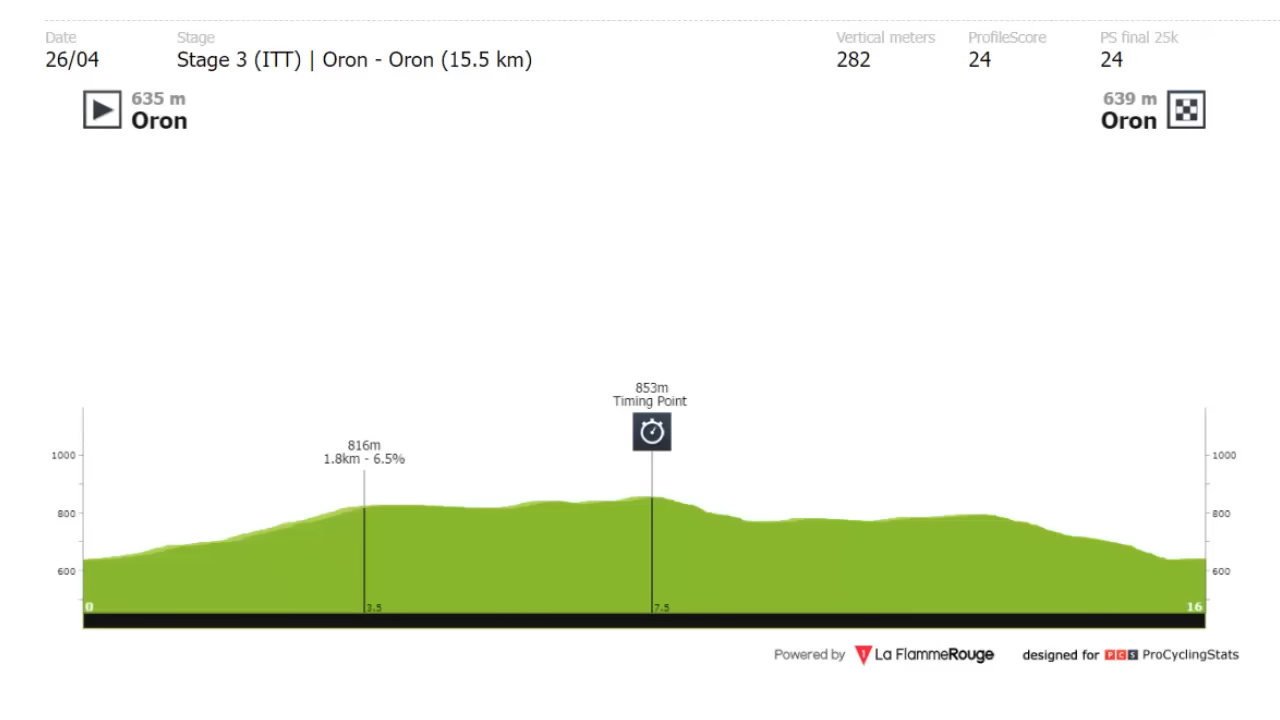 Date Stage Vertical meters ProfileScore PS final 25k
26/04 Stage 3 (ITT) | Oron - Oron (15.5 km) 282 24 24
635 m 639 m
Oron Oron
853m
Timing Point
816m
1.8km - 6.5%
1000 1000
800 800
600 600
0 3.5 7.5 16
Powered by La FlammeRouge designed for PCS ProCyclingStats